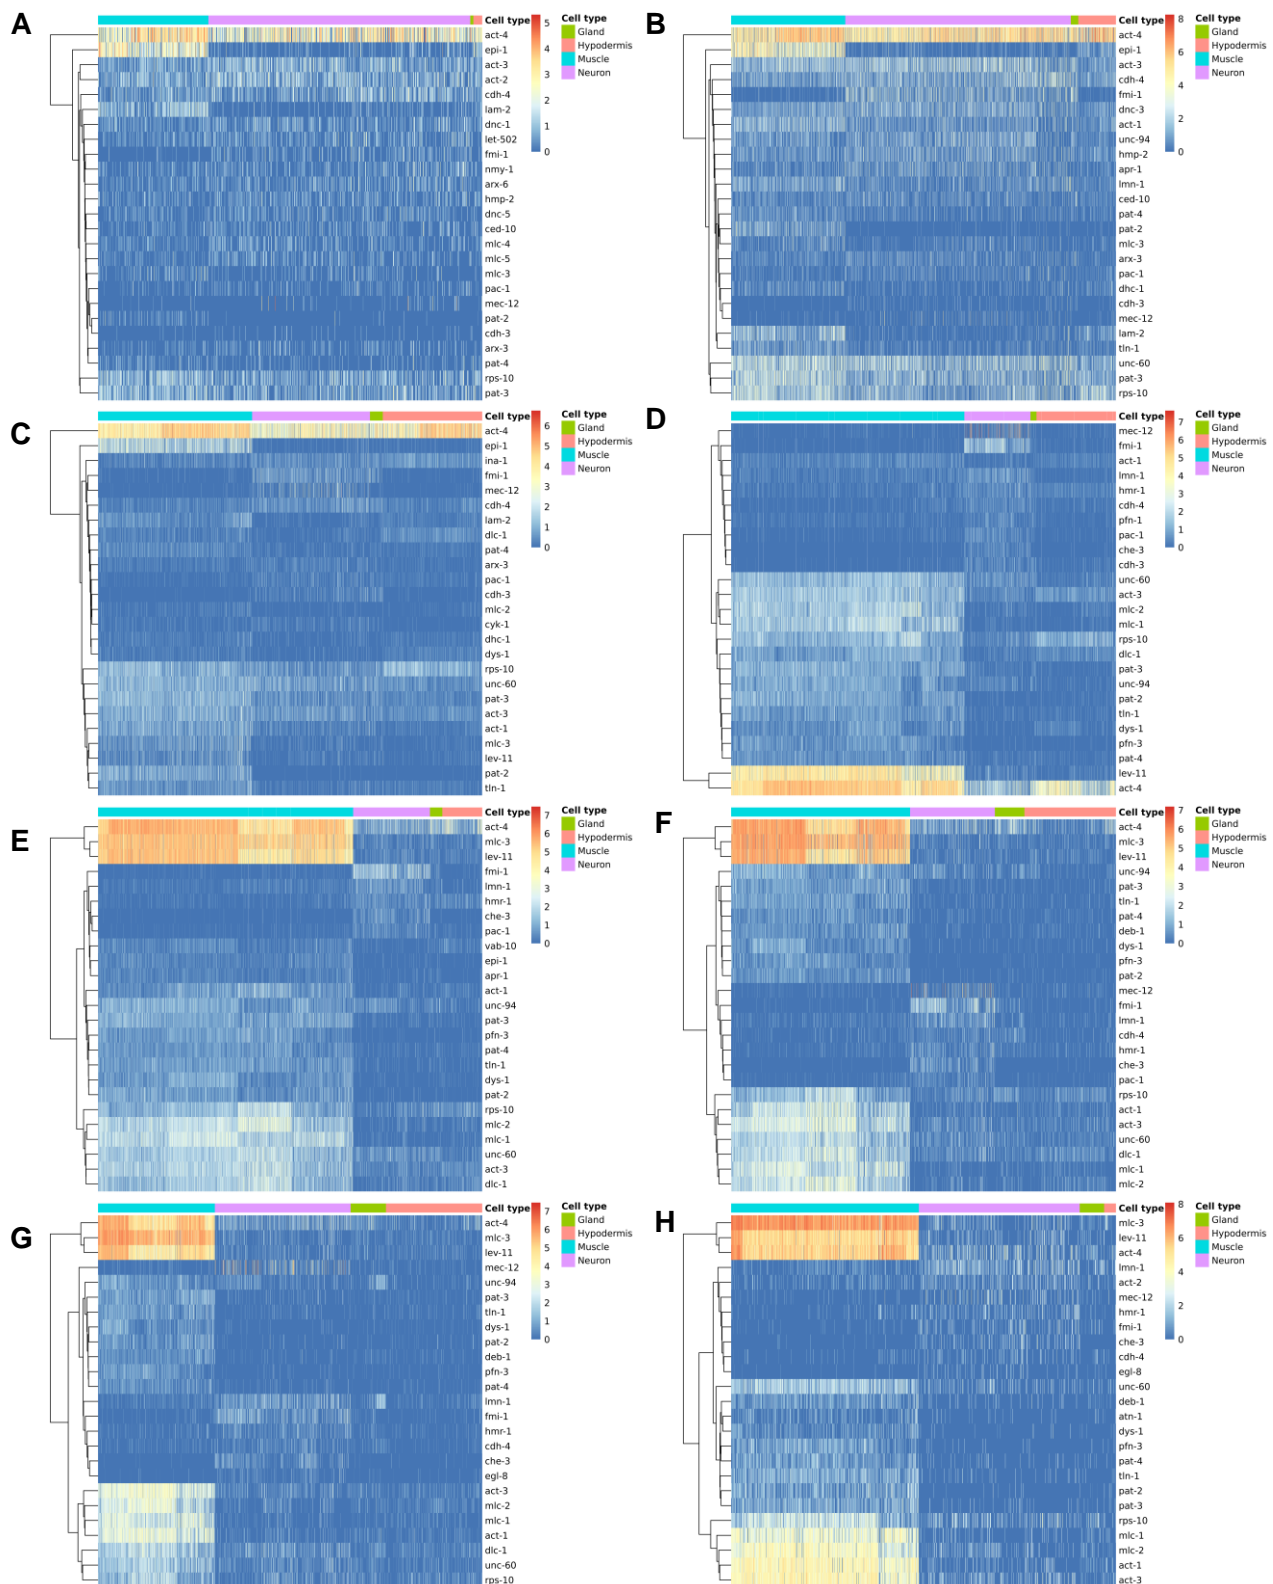 A
Cell type
act-4
epi-1
act-3
act-2
cdh-4
lam-2
dnc-1
let-502
fmi-1
nmy-1
arx-6
hmp-2
dnc-5
ced-10
mlc-4
mlc-5
mlc-3
pac-1
mec-12
pat-2
cdh-3
arx-3
pat-4
rps-10
pat-3
5
4
3
2
1
0
Cell type
Gland
Hypodermis
Muscle
Neuron
B
Cell type
act-4
epi-1
act-3
cdh-4
fmi-1
dnc-3
act-1
unc-94
hmp-2
apr-1
lmn-1
ced-10
pat-4
pat-2
mlc-3
arx-3
pac-1
dhc-1
cdh-3
mec-12
lam-2
tln-1
unc-60
pat-3
rps-10
8
6
4
2
0
Cell type
Gland
Hypodermis
Muscle
Neuron
C
Cell type
act-4
epi-1
ina-1
fmi-1
mec-12
cdh-4
lam-2
dlc-1
pat-4
arx-3
pac-1
cdh-3
mlc-2
cyk-1
dhc-1
dys-1
rps-10
unc-60
pat-3
act-3
act-1
mlc-3
lev-11
pat-2
tln-1
6
5
4
3
2
1
0
Cell type
Gland
Hypodermis
Muscle
Neuron
D
Cell type
mec-12
fmi-1
act-1
lmn-1
hmr-1
cdh-4
pfn-1
pac-1
che-3
cdh-3
unc-60
act-3
mlc-2
mlc-1
rps-10
dlc-1
pat-3
unc-94
pat-2
tln-1
dys-1
pfn-3
pat-4
lev-11
act-4
7
6
5
4
3
2
1
0
Cell type
Gland
Hypodermis
Muscle
Neuron
E
Cell type
act-4
mlc-3
lev-11
fmi-1
lmn-1
hmr-1
che-3
pac-1
vab-10
epi-1
apr-1
act-1
unc-94
pat-3
pfn-3
pat-4
tln-1
dys-1
pat-2
rps-10
mlc-2
mlc-1
unc-60
act-3
dlc-1
7
6
5
4
3
2
1
0
Cell type
Gland
Hypodermis
Muscle
Neuron
F
Cell type
act-4
mlc-3
lev-11
unc-94
pat-3
tln-1
pat-4
deb-1
dys-1
pfn-3
pat-2
mec-12
fmi-1
lmn-1
cdh-4
hmr-1
che-3
pac-1
rps-10
act-1
act-3
unc-60
dlc-1
mlc-1
mlc-2
7
6
5
4
3
2
1
0
Cell type
Gland
Hypodermis
Muscle
Neuron
G
Cell type
act-4
mlc-3
lev-11
mec-12
unc-94
pat-3
tln-1
dys-1
pat-2
deb-1
pfn-3
pat-4
lmn-1
fmi-1
hmr-1
cdh-4
che-3
egl-8
act-3
mlc-2
mlc-1
act-1
dlc-1
unc-60
rps-10
7
6
5
4
3
2
1
0
Cell type
Gland
Hypodermis
Muscle
Neuron
H
Cell type
mlc-3
lev-11
act-4
lmn-1
act-2
mec-12
hmr-1
fmi-1
che-3
cdh-4
egl-8
unc-60
deb-1
atn-1
dys-1
pfn-3
pat-4
tln-1
pat-2
pat-3
rps-10
mlc-1
mlc-2
act-1
act-3
8
6
4
2
0
Cell type
Gland
Hypodermis
Muscle
Neuron